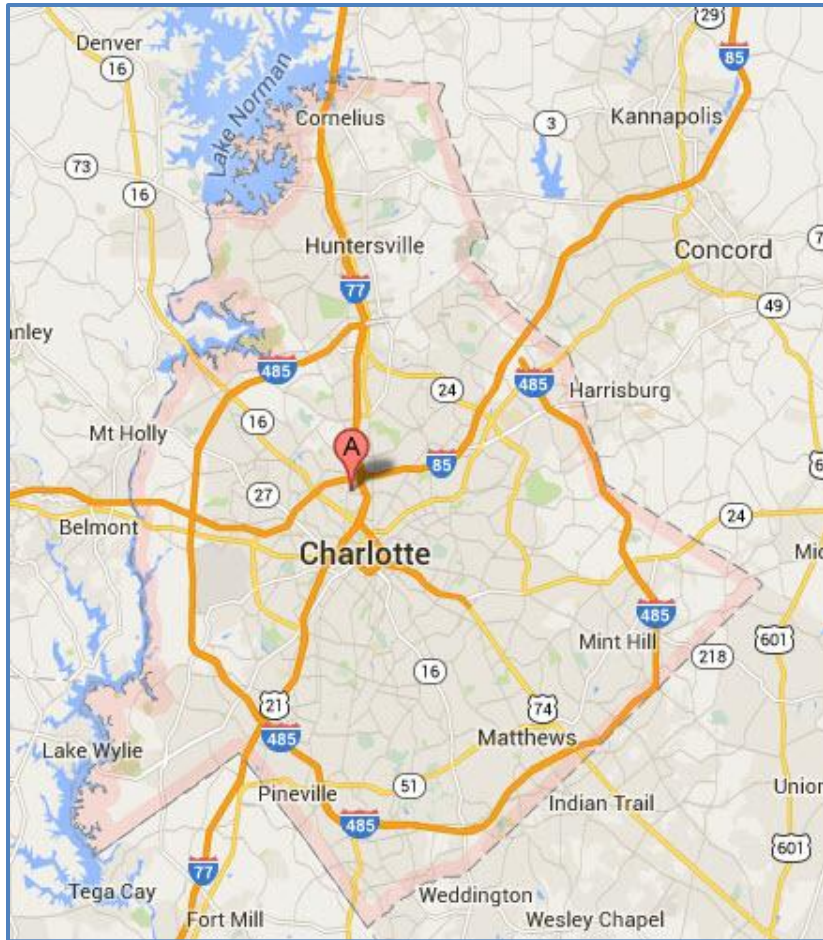 29
Denver
16
85
Lake Norman
Cornelius
3
Kannapolis
73
16
Huntersville
Concord
77
49
anley
485
24
485
Harrisburg
16
Mt Holly
A
85
27
24
Belmont
Charlotte
485
Mint Hill
601
218
16
21
74
485
Matthews
Lake Wylie
51
Pineville
Indian Trail
Union
485
601
77
Tega Cay
Weddington
Fort Mill
Wesley Chapel